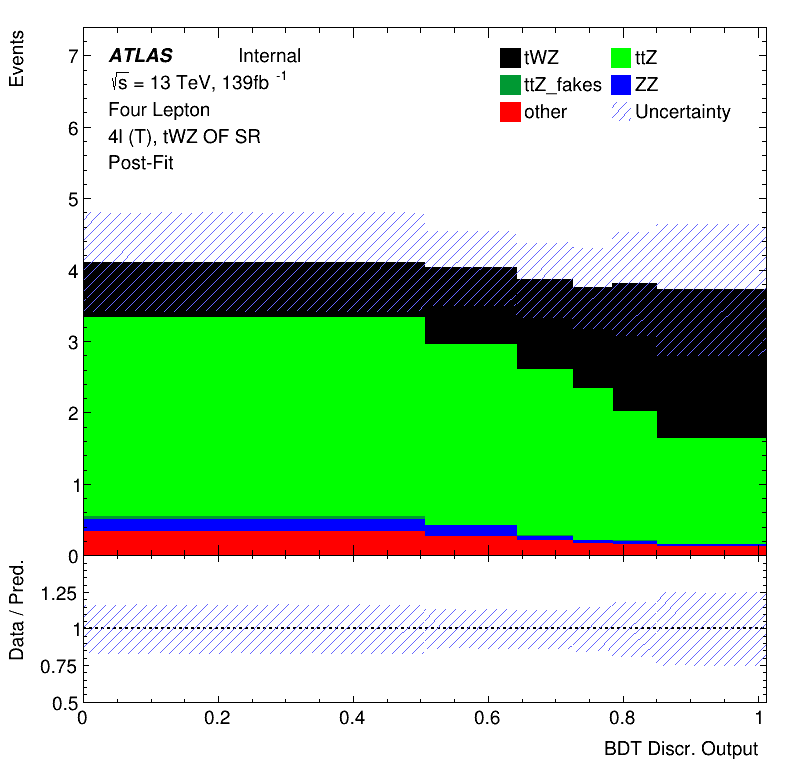 Events
7
6
5
4
3
2
1
0
ATLAS Internal
√s = 13 TeV, 139fb -1
Four Lepton
4l (T), tWZ OF SR
Post-Fit
tWZ ttZ
ttZ_fakes ZZ
other Uncertainty
Data / Pred.
1.25
1
0.75
0.5
0 0.2 0.4 0.6 0.8 1
BDT Discr. Output